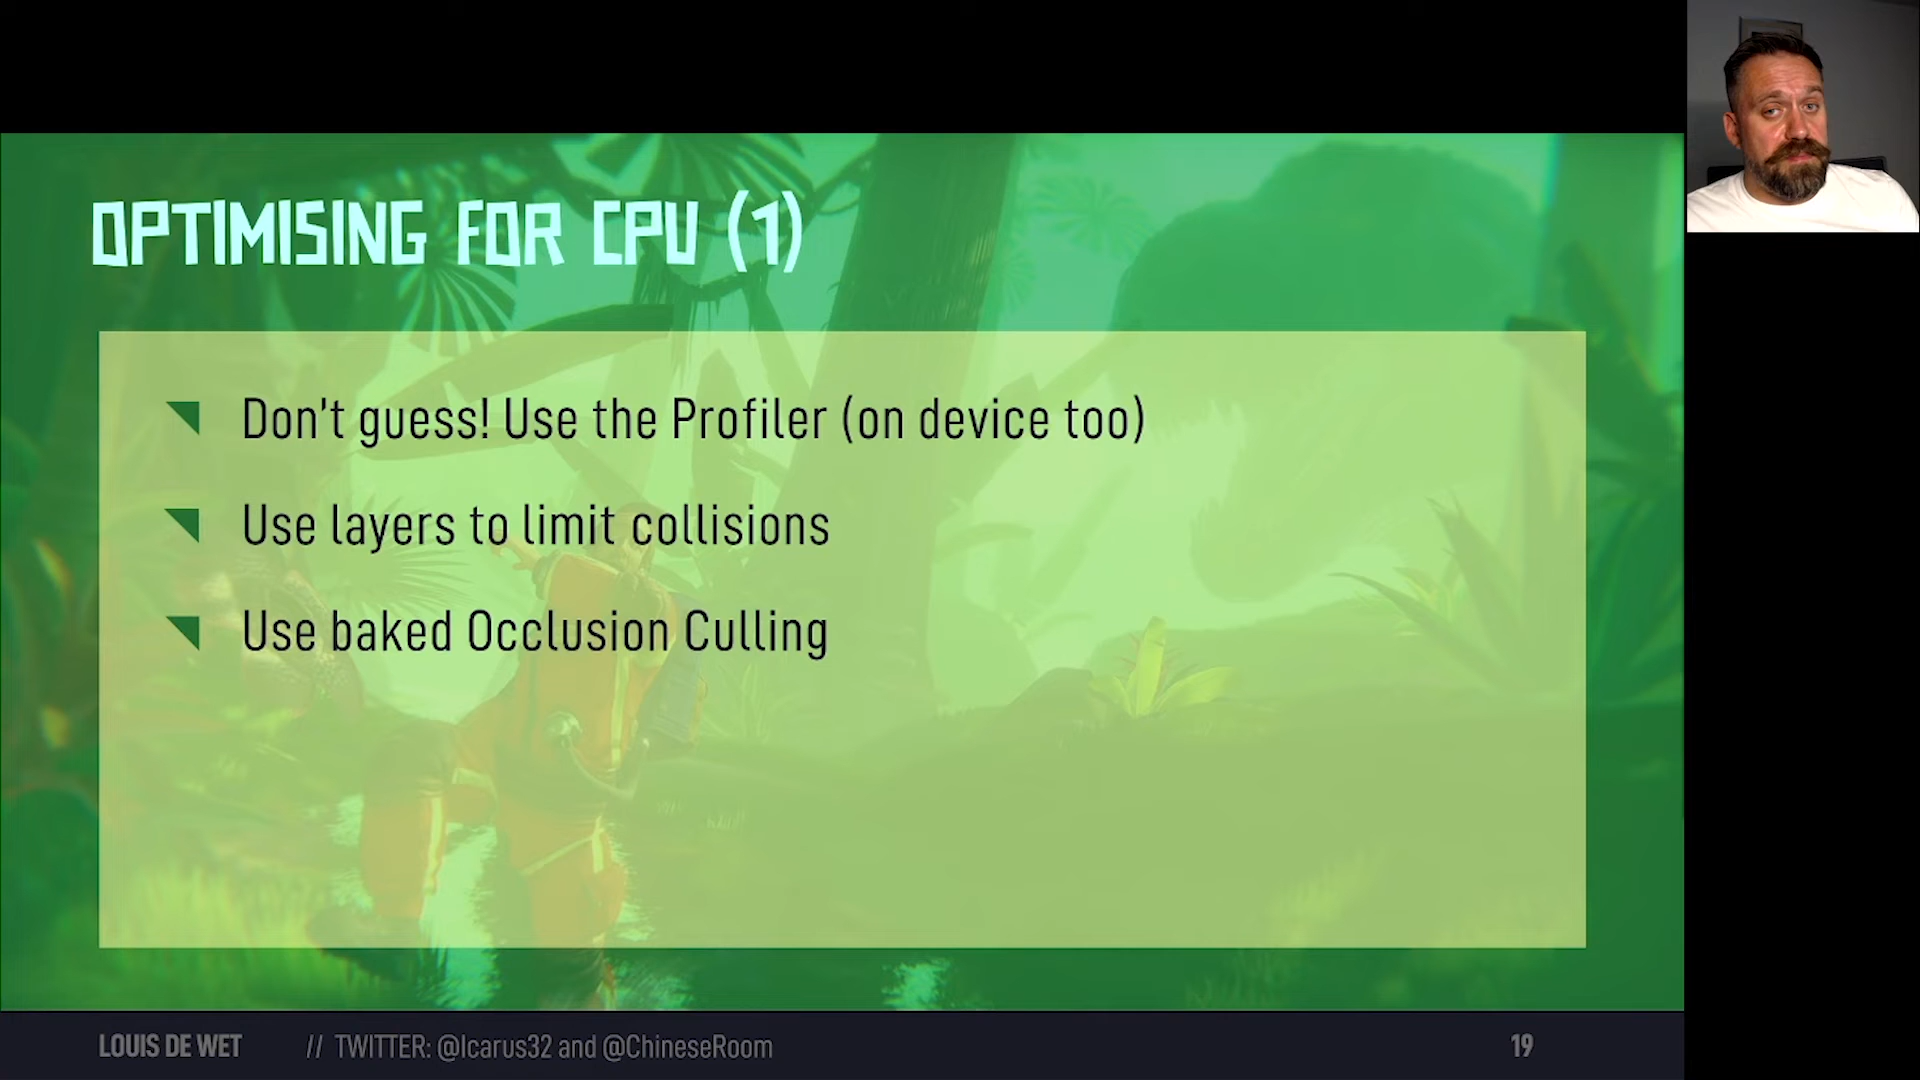 OPTIMISING FOR CPU (1)
Don't guess! Use the Profiler (on device too)
Use layers to limit collisions
Use baked Occlusion Culling
LOUIS DE WET // TWITTER: @Icarus32 and @ChineseRoom 19